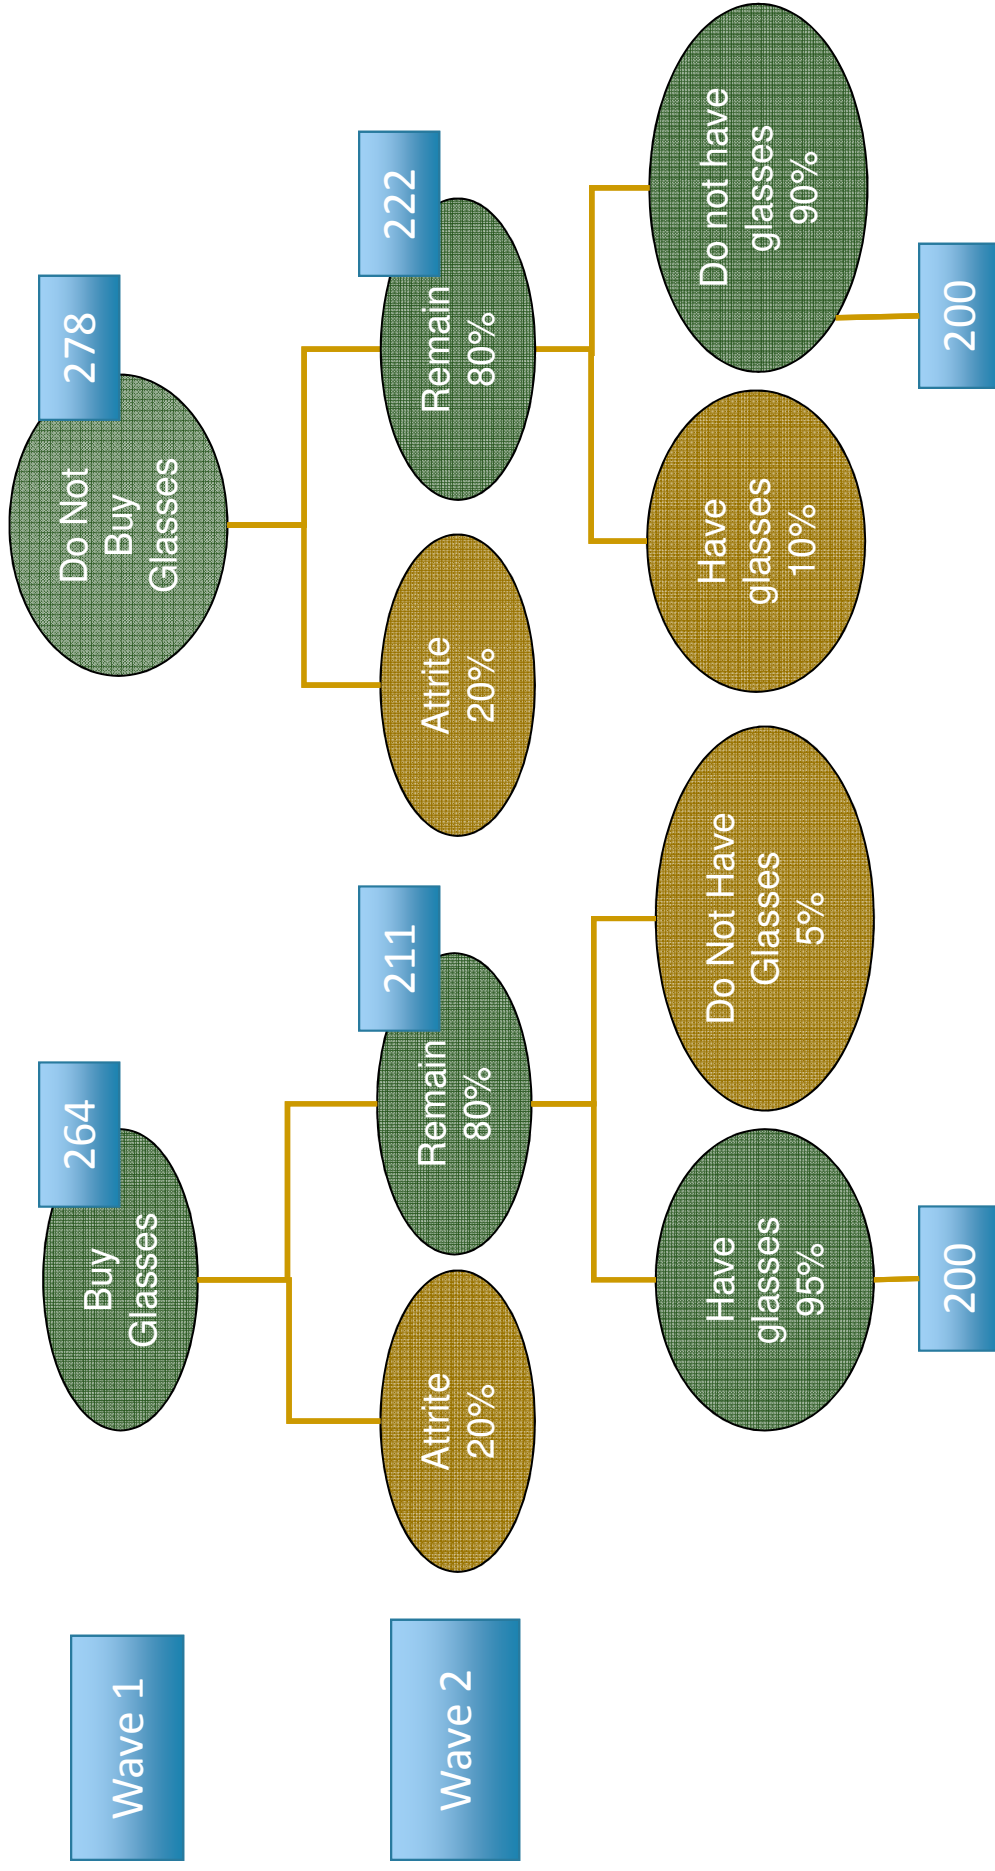 Wave 1
264
Buy
Glasses
278
Do Not
Buy
Glasses
Wave 2
Attrite
20%
211
Remain
80%
Attrite
20%
222
Remain
80%
Have
glasses
95%
Do Not Have
Glasses
5%
Have
glasses
10%
Do not have
glasses
90%
200
200